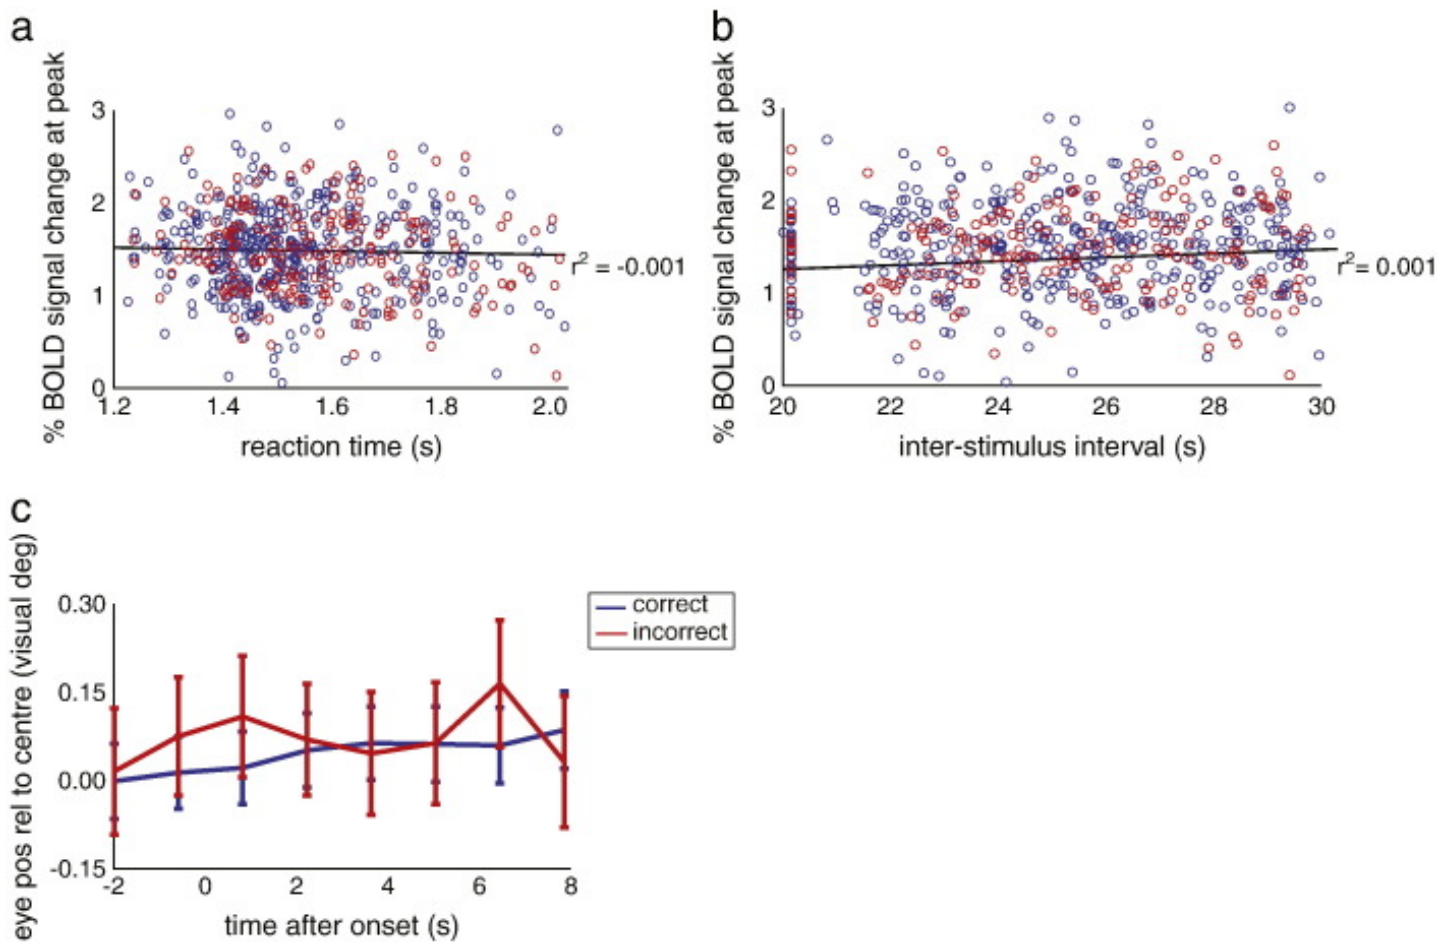 a
% BOLD signal change at peak
3
2
1
0
1.2 1.4 1.6 1.8 2.0
reaction time (s)
r² = -0.001
b
% BOLD signal change at peak
3
2
1
0
20 22 24 26 28 30
inter-stimulus interval (s)
r²= 0.001
c
eye pos rel to centre (visual deg)
0.30
0.15
0.00
-0.15
-2 0 2 4 6 8
time after onset (s)
correct
incorrect